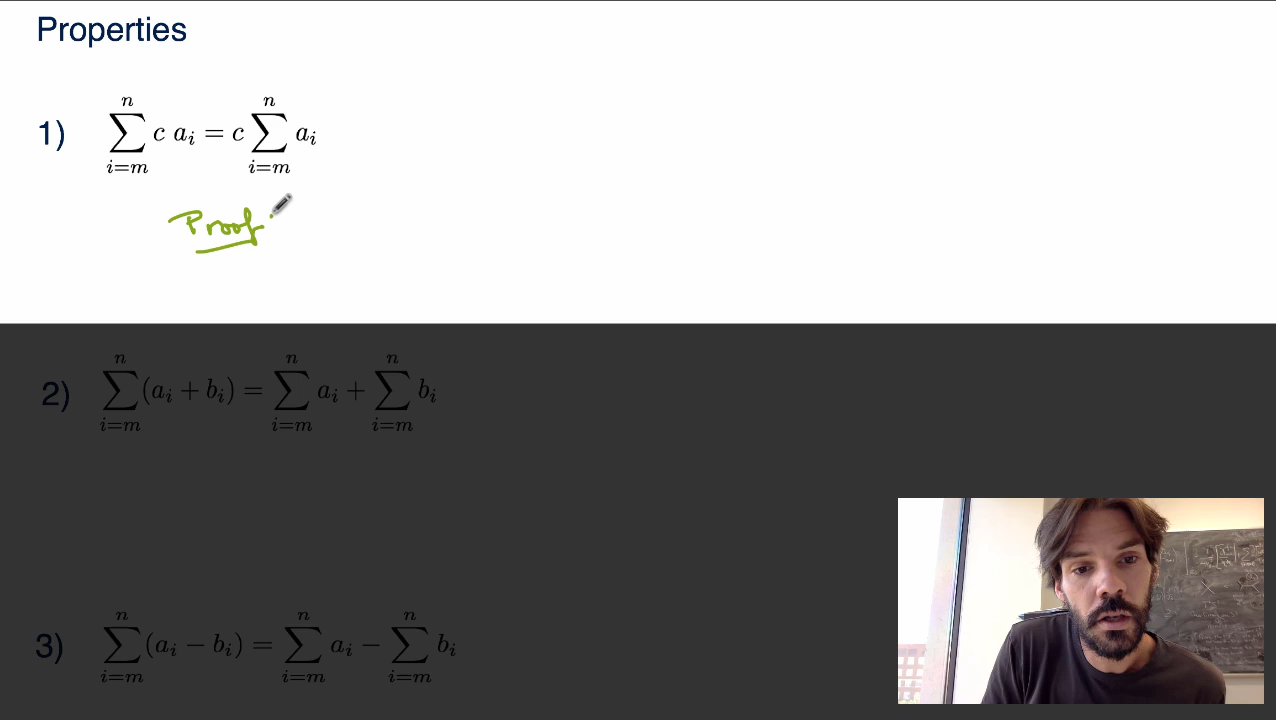 Properties
1) \sum_{i=m}^{n} c a_i = c \sum_{i=m}^{n} a_i
Proof
2) \sum_{i=m}^{n} (a_i + b_i) = \sum_{i=m}^{n} a_i + \sum_{i=m}^{n} b_i
3) \sum_{i=m}^{n} (a_i − b_i) = \sum_{i=m}^{n} a_i − \sum_{i=m}^{n} b_i